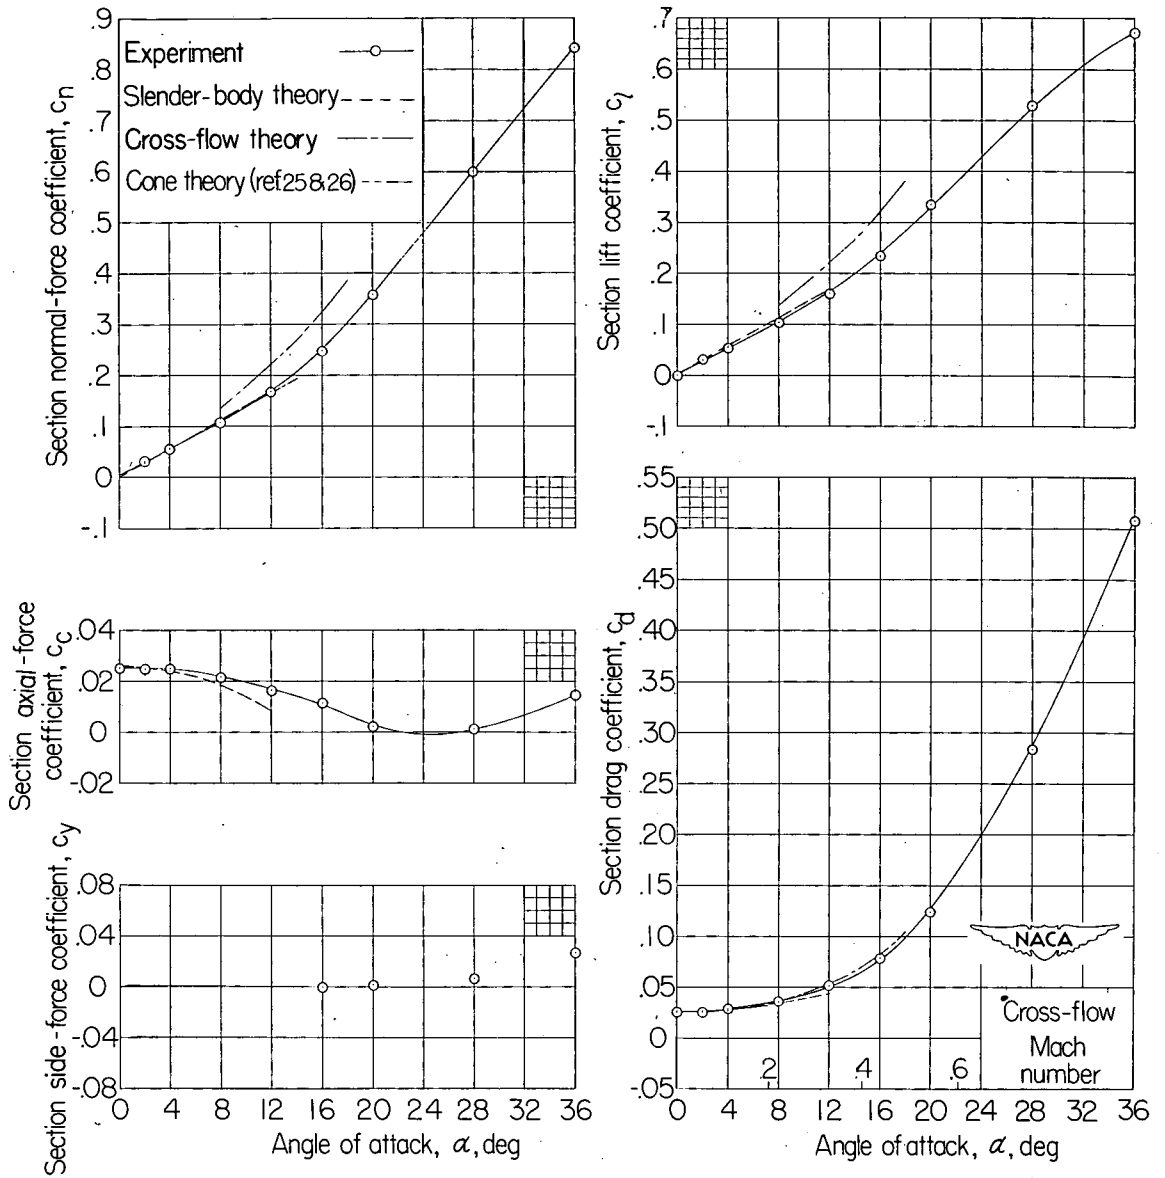 Experiment
Slender-body theory
Cross-flow theory
Cone theory (ref 25 & 26)
Section normal-force coefficient, cn
.9
.8
.7
.6
.5
.4
.3
.2
.1
0
-.1
Section axial-force
coefficient, cc
.04
.02
0
-.02
Section side-force coefficient, cy
.08
.04
0
-.04
-.08
0 4 8 12 16 20 24 28 32 36
Angle of attack, α, deg
Section lift coefficient, cl
.7
.6
.5
.4
.3
.2
.1
0
-.1
Section drag coefficient, cd
.55
.50
.45
.40
.35
.30
.25
.20
.15
.10
.05
0
-.05
NACA
Cross-flow
Mach
number
.2 .4 .6
0 4 8 12 16 20 24 28 32 36
Angle of attack, α, deg